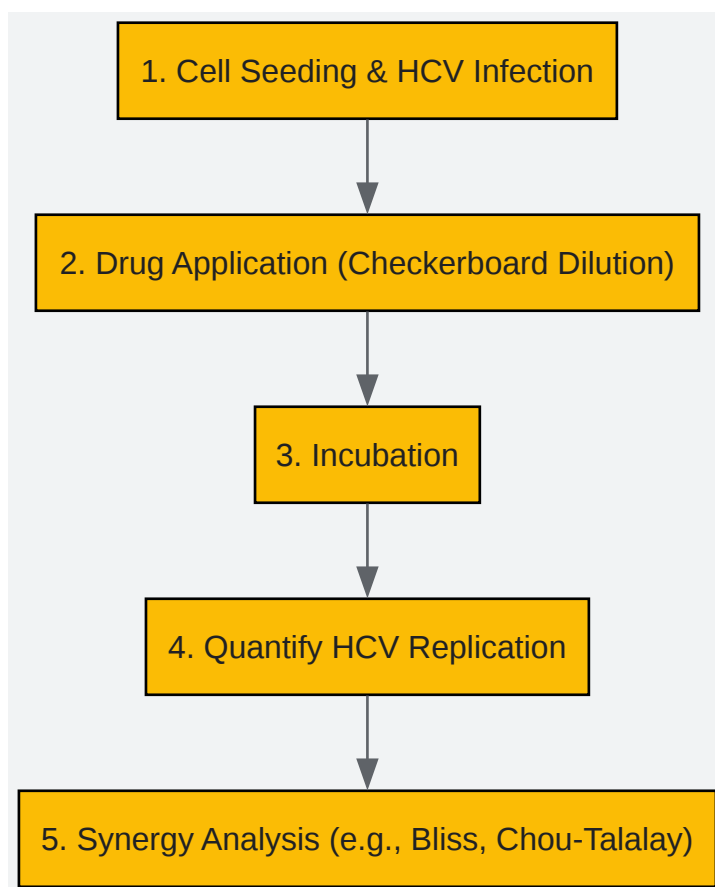 1. Cell Seeding & HCV Infection
2. Drug Application (Checkerboard Dilution)
3. Incubation
4. Quantify HCV Replication
5. Synergy Analysis (e.g., Bliss, Chou-Talalay)